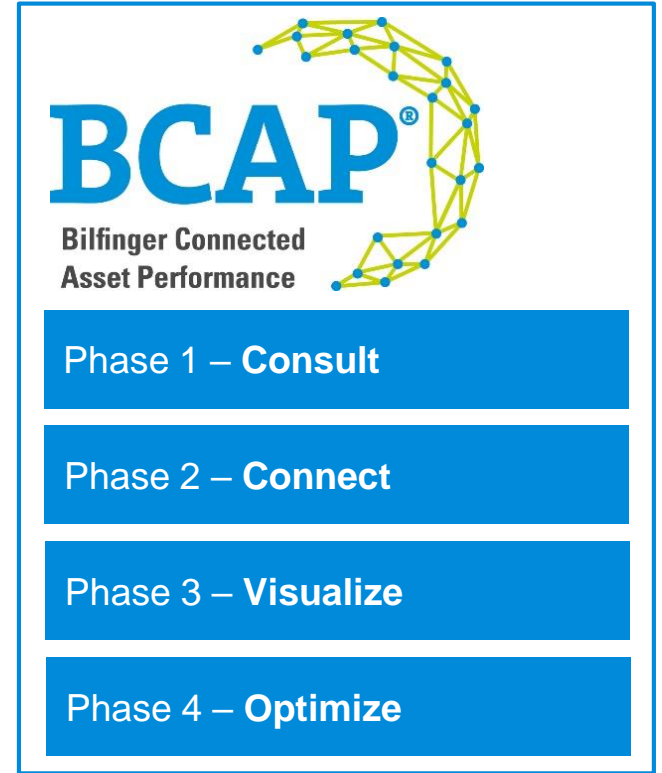 BCAP®
Bilfinger Connected
Asset Performance
Phase 1 – Consult
Phase 2 – Connect
Phase 3 – Visualize
Phase 4 – Optimize